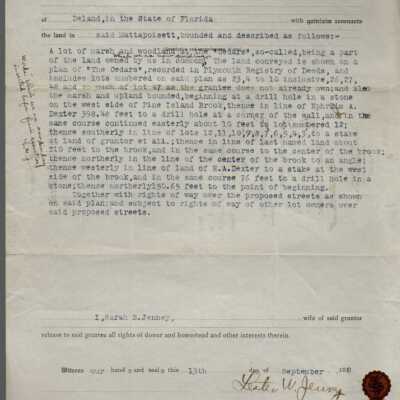 of Deland, in the State of Florida with quitclaim covenants
the land in said Mattapoisett, bounded and described as follows:-
A lot of marsh and woodland, "The Cedars", so-called, being a part
of the land owned by us in common. The land conveyed is shown on a
plan of "The Cedars", recorded in Plymouth Registry of Deeds, and
includes lots numbered on said plan as 23, 4 to 10 inclusive, 26, 27,
48 and so much of lot 47 as the grantee does not already own; also
the marsh and upland bounded, beginning at a drill hole in a stone
on the west side of Pine Island Brook, thence in line of Ephraim A.
Dexter 398.46 feet to a drill hole at corner of the wall, and in the
same course continued easterly about 10 feet to lot numbered 12;
thence southerly in line of lots 12, 11, 10, 9, 8, 7, 6, 5, 4, 3, to a stake
at land of grantor et ali.; thence in line of last named land about
210 feet to the brook, and in the same course to the center of the brook;
thence northerly in line of the center of the brook to an angle;
thence westerly in line of land of E.A.Dexter to a stake at the west
side of the brook, and in the same course 76 feet to a drill hole in a
stone; thence northerly 150.65 feet to the point of beginning.
Together with rights of way over the proposed streets as shown
on said plan; and subject to rights of way of other lot owners over
said proposed streets.
I, Sarah B. Jenney, wife of said grantor
release to said grantee all rights of dower and homestead and other interests therein.
Witness our hands and seals this 13th day of September
Lester W. Jenney